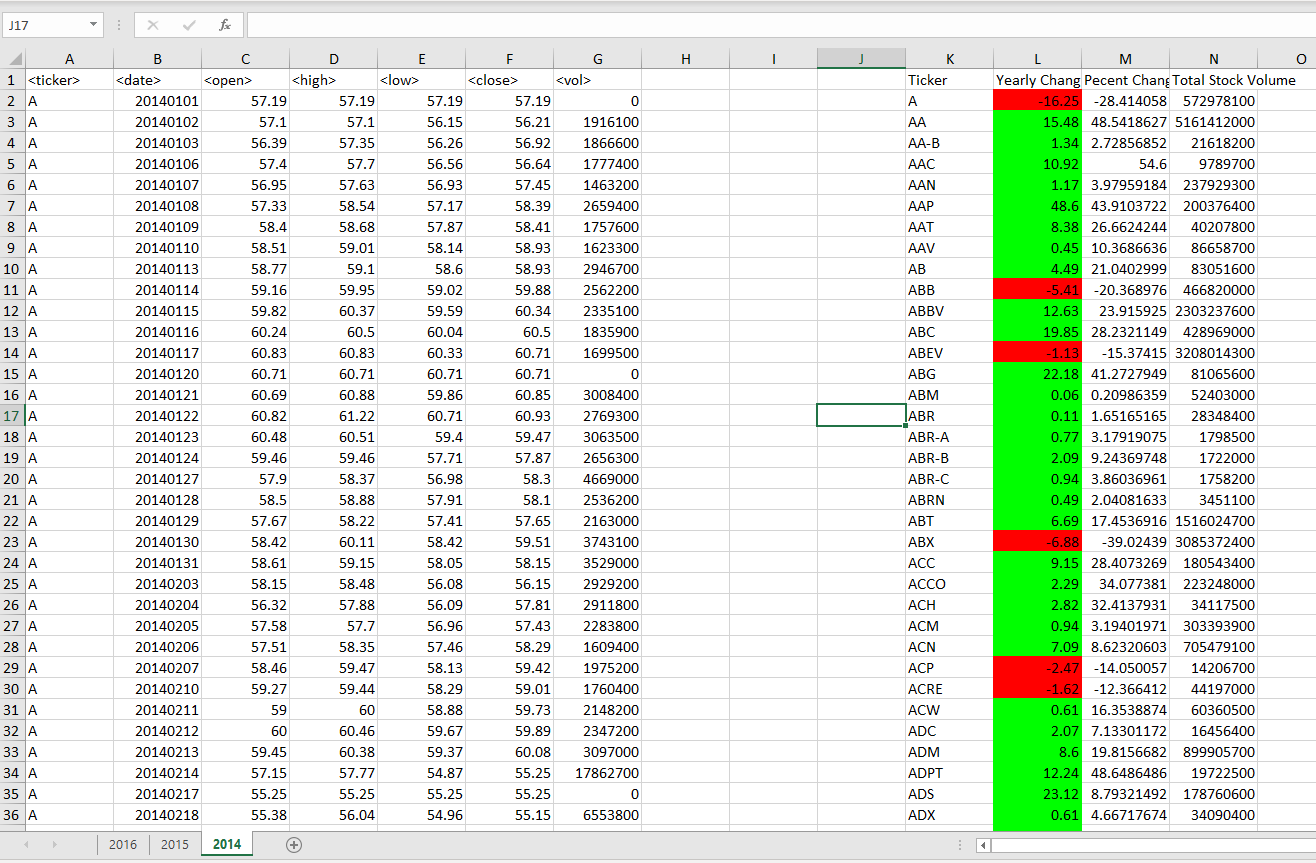 J17 fx
A B C D E F G H I J K L M N O
1 <ticker> <date> <open> <high> <low> <close> <vol> Ticker Yearly Chang Pecent Chang Total Stock Volume
2 A 20140101 57.19 57.19 57.19 57.19 0 A -16.25 -28.414058 572978100
3 A 20140102 57.1 57.1 56.15 56.21 1916100 AA 15.48 48.5418627 5161412000
4 A 20140103 56.39 57.35 56.26 56.92 1866600 AA-B 1.34 2.72856852 21618200
5 A 20140106 57.4 57.7 56.56 56.64 1777400 AAC 10.92 54.6 9789700
6 A 20140107 56.95 57.63 56.93 57.45 1463200 AAN 1.17 3.97959184 237929300
7 A 20140108 57.33 58.54 57.17 58.39 2659400 AAP 48.6 43.9103722 200376400
8 A 20140109 58.4 58.68 57.87 58.41 1757600 AAT 8.38 26.6624244 40207800
9 A 20140110 58.51 59.01 58.14 58.93 1623300 AAV 0.45 10.3686636 86658700
10 A 20140113 58.77 59.1 58.6 58.93 2946700 AB 4.49 21.0402999 83051600
11 A 20140114 59.16 59.95 59.02 59.88 2562200 ABB -5.41 -20.368976 466820000
12 A 20140115 59.82 60.37 59.59 60.34 2335100 ABBV 12.63 23.915925 2303237600
13 A 20140116 60.24 60.5 60.04 60.5 1835900 ABC 19.85 28.2321149 428969000
14 A 20140117 60.83 60.83 60.33 60.71 1699500 ABEV -1.13 -15.37415 3208014300
15 A 20140120 60.71 60.71 60.71 60.71 0 ABG 22.18 41.2727949 81065600
16 A 20140121 60.69 60.88 59.86 60.85 3008400 ABM 0.06 0.20986359 52403000
17 A 20140122 60.82 61.22 60.71 60.93 2769300 ABR 0.11 1.65165165 28348400
18 A 20140123 60.48 60.51 59.4 59.47 3063500 ABR-A 0.77 3.17919075 1798500
19 A 20140124 59.46 59.46 57.71 57.87 2656300 ABR-B 2.09 9.24369748 1722000
20 A 20140127 57.9 58.37 56.98 58.3 4669000 ABR-C 0.94 3.86036961 1758200
21 A 20140128 58.5 58.88 57.91 58.1 2536200 ABRN 0.49 2.04081633 3451100
22 A 20140129 57.67 58.22 57.41 57.65 2163000 ABT 6.69 17.4536916 1516024700
23 A 20140130 58.42 60.11 58.42 59.51 3743100 ABX -6.88 -39.02439 3085372400
24 A 20140131 58.61 59.15 58.05 58.15 3529000 ACC 9.15 28.4073269 180543400
25 A 20140203 58.15 58.48 56.08 56.15 2929200 ACCO 2.29 34.077381 223248000
26 A 20140204 56.32 57.88 56.09 57.81 2911800 ACH 2.82 32.4137931 34117500
27 A 20140205 57.58 57.7 56.96 57.43 2283800 ACM 0.94 3.19401971 303393900
28 A 20140206 57.51 58.35 57.46 58.29 1609400 ACN 7.09 8.62320603 705479100
29 A 20140207 58.46 59.47 58.13 59.42 1975200 ACP -2.47 -14.050057 14206700
30 A 20140210 59.27 59.44 58.29 59.01 1760400 ACRE -1.62 -12.366412 44197000
31 A 20140211 59 60 58.88 59.73 2148200 ACW 0.61 16.3538874 60360500
32 A 20140212 60 60.46 59.67 59.89 2347200 ADC 2.07 7.13301172 16456400
33 A 20140213 59.45 60.38 59.37 60.08 3097000 ADM 8.6 19.8156682 899905700
34 A 20140214 57.15 57.77 54.87 55.25 17862700 ADPT 12.24 48.6486486 19722500
35 A 20140217 55.25 55.25 55.25 55.25 0 ADS 23.12 8.79321492 178760600
36 A 20140218 55.38 56.04 54.96 55.15 6553800 ADX 0.61 4.66717674 34090400
2016 2015 2014